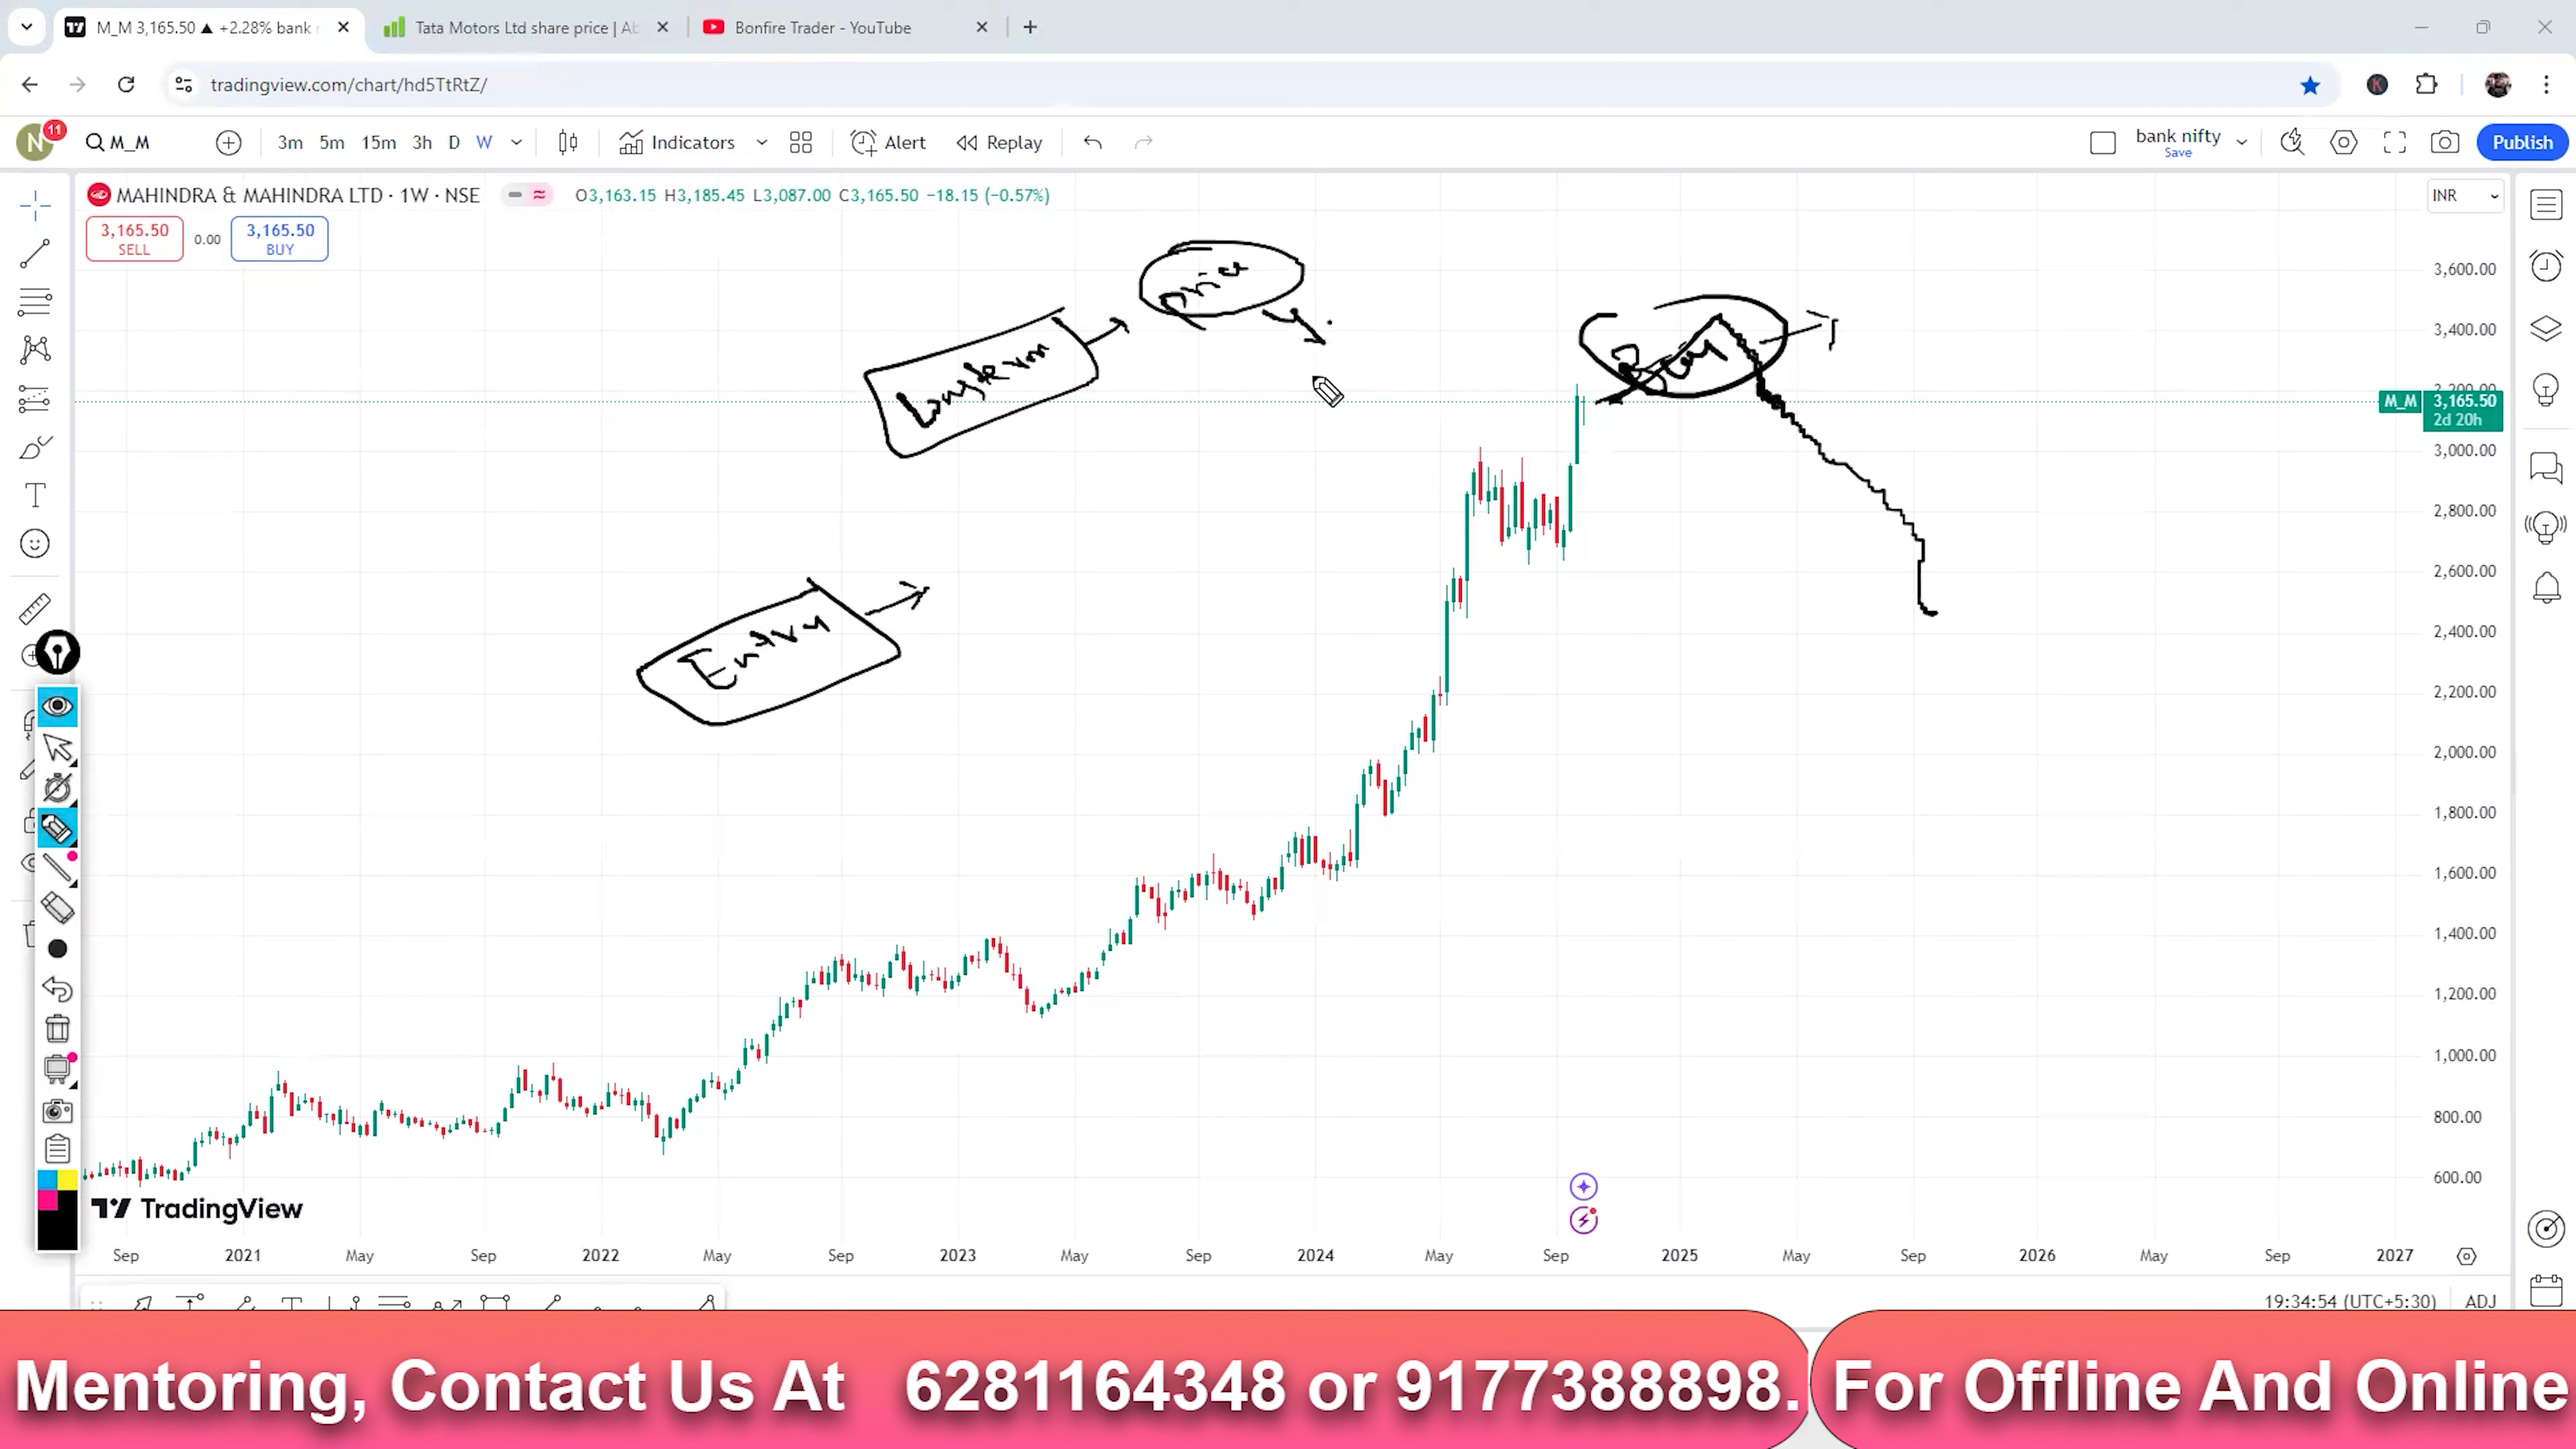 M_M 3,165.50 ▲ +2.28% bank
Tata Motors Ltd share price | Ab
Bonfire Trader - YouTube
tradingview.com/chart/hd5TtRtZ/
N 11 M_M 3m 5m 15m 3h D W Indicators Alert Replay bank nifty Save Publish
MAHINDRA & MAHINDRA LTD · 1W · NSE O3,163.15 H3,185.45 L3,087.00 C3,165.50 −18.15 (−0.57%) INR
3,165.50 SELL 0.00 3,165.50 BUY
3,600.00
3,400.00
3,200.00
M_M 3,165.50
2d 20h
3,000.00
2,800.00
2,600.00
2,400.00
2,200.00
2,000.00
1,800.00
1,600.00
1,400.00
1,200.00
1,000.00
800.00
600.00
Longterm
Price
Buy
Entry
TradingView
Sep 2021 May Sep 2022 May Sep 2023 May Sep 2024 May Sep 2025 May Sep 2026 May Sep 2027
19:34:54 (UTC+5:30) ADJ
Mentoring, Contact Us At 6281164348 or 9177388898. For Offline And Online